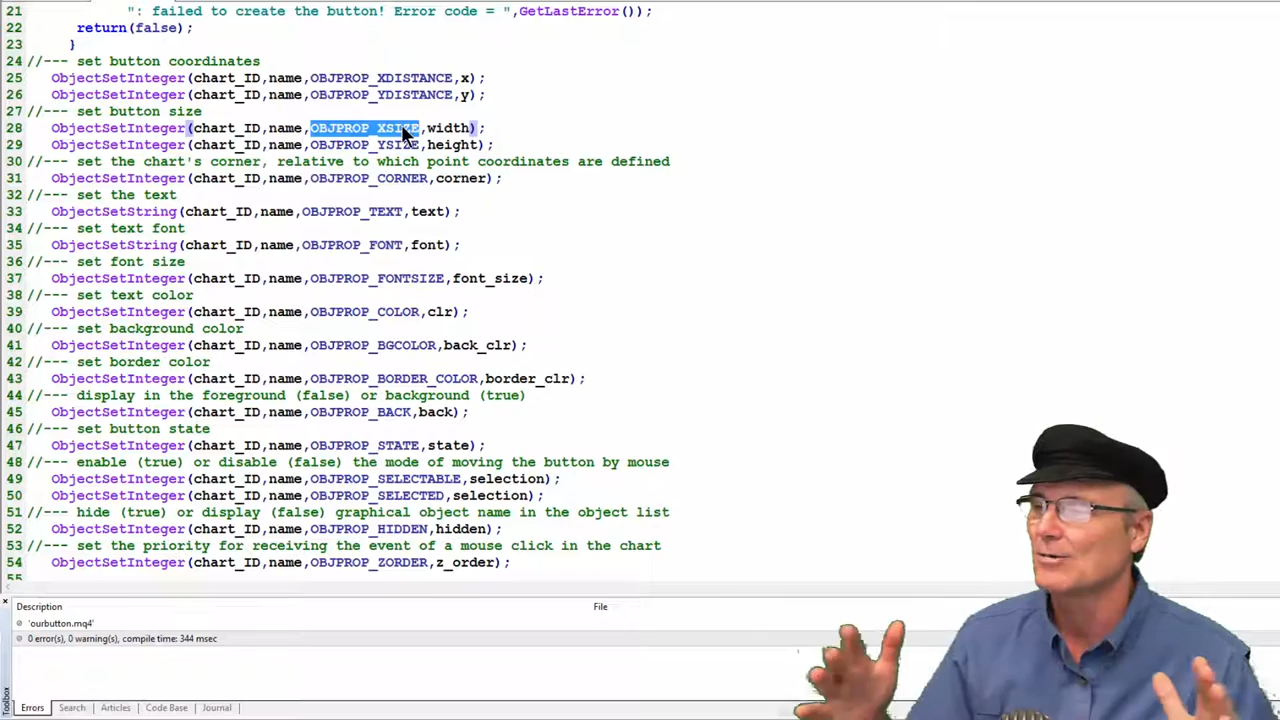 21 ": failed to create the button! Error code = ",GetLastError());
22 return(false);
23 }
24 //--- set button coordinates
25 ObjectSetInteger(chart_ID,name,OBJPROP_XDISTANCE,x);
26 ObjectSetInteger(chart_ID,name,OBJPROP_YDISTANCE,y);
27 //--- set button size
28 ObjectSetInteger(chart_ID,name,OBJPROP_XSIZE,width);
29 ObjectSetInteger(chart_ID,name,OBJPROP_YSIZE,height);
30 //--- set the chart's corner, relative to which point coordinates are defined
31 ObjectSetInteger(chart_ID,name,OBJPROP_CORNER,corner);
32 //--- set the text
33 ObjectSetString(chart_ID,name,OBJPROP_TEXT,text);
34 //--- set text font
35 ObjectSetString(chart_ID,name,OBJPROP_FONT,font);
36 //--- set font size
37 ObjectSetInteger(chart_ID,name,OBJPROP_FONTSIZE,font_size);
38 //--- set text color
39 ObjectSetInteger(chart_ID,name,OBJPROP_COLOR,clr);
40 //--- set background color
41 ObjectSetInteger(chart_ID,name,OBJPROP_BGCOLOR,back_clr);
42 //--- set border color
43 ObjectSetInteger(chart_ID,name,OBJPROP_BORDER_COLOR,border_clr);
44 //--- display in the foreground (false) or background (true)
45 ObjectSetInteger(chart_ID,name,OBJPROP_BACK,back);
46 //--- set button state
47 ObjectSetInteger(chart_ID,name,OBJPROP_STATE,state);
48 //--- enable (true) or disable (false) the mode of moving the button by mouse
49 ObjectSetInteger(chart_ID,name,OBJPROP_SELECTABLE,selection);
50 ObjectSetInteger(chart_ID,name,OBJPROP_SELECTED,selection);
51 //--- hide (true) or display (false) graphical object name in the object list
52 ObjectSetInteger(chart_ID,name,OBJPROP_HIDDEN,hidden);
53 //--- set the priority for receiving the event of a mouse click in the chart
54 ObjectSetInteger(chart_ID,name,OBJPROP_ZORDER,z_order);
55
Description File
'ourbutton.mq4'
0 error(s), 0 warning(s), compile time: 344 msec
Toolbox
Errors Search Articles Code Base Journal